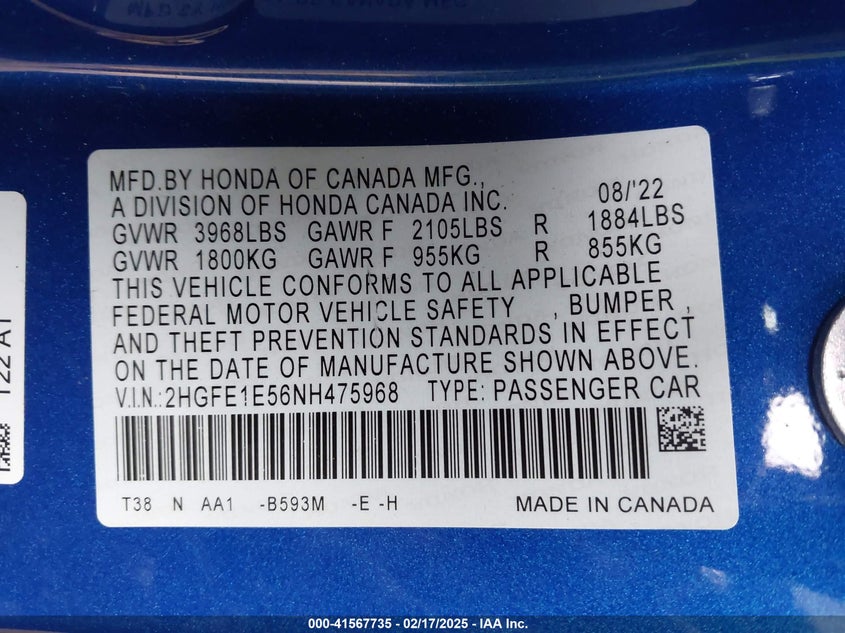 MFD.BY HONDA OF CANADA MFG.,
A DIVISION OF HONDA CANADA INC. 08/'22
GVWR 3968LBS GAWR F 2105LBS R 1884LBS
GVWR 1800KG GAWR F 955KG R 855KG
THIS VEHICLE CONFORMS TO ALL APPLICABLE
FEDERAL MOTOR VEHICLE SAFETY , BUMPER ,
AND THEFT PREVENTION STANDARDS IN EFFECT
ON THE DATE OF MANUFACTURE SHOWN ABOVE.
V.I.N.:2HGFE1E56NH475968 TYPE: PASSENGER CAR
T38 N AA1 -B593M -E -H MADE IN CANADA
122 A1
000-41567735 - 02/17/2025 - IAA Inc.